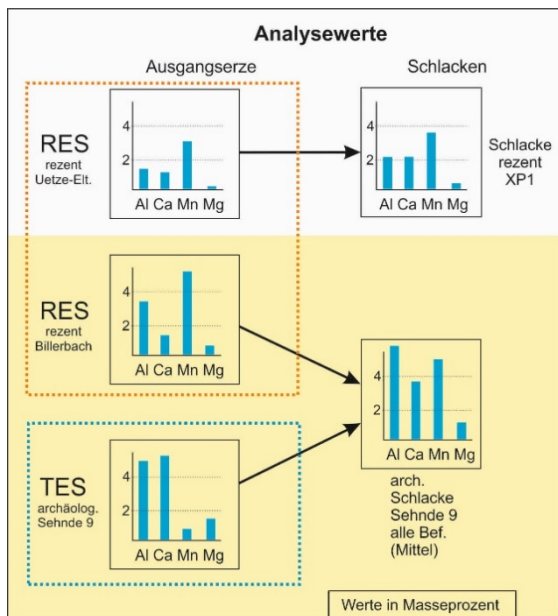 Analysewerte
Ausgangserze
Schlacken
RES
rezent
Uetze-Elt.
4
2
Al Ca Mn Mg
4
2
Al Ca Mn Mg
Schlacke
rezent
XP1
RES
rezent
Billerbach
4
2
Al Ca Mn Mg
TES
archäolog.
Sehnde 9
4
2
Al Ca Mn Mg
4
2
Al Ca Mn Mg
arch.
Schlacke
Sehnde 9
alle Bef.
(Mittel)
Werte in Masseprozent